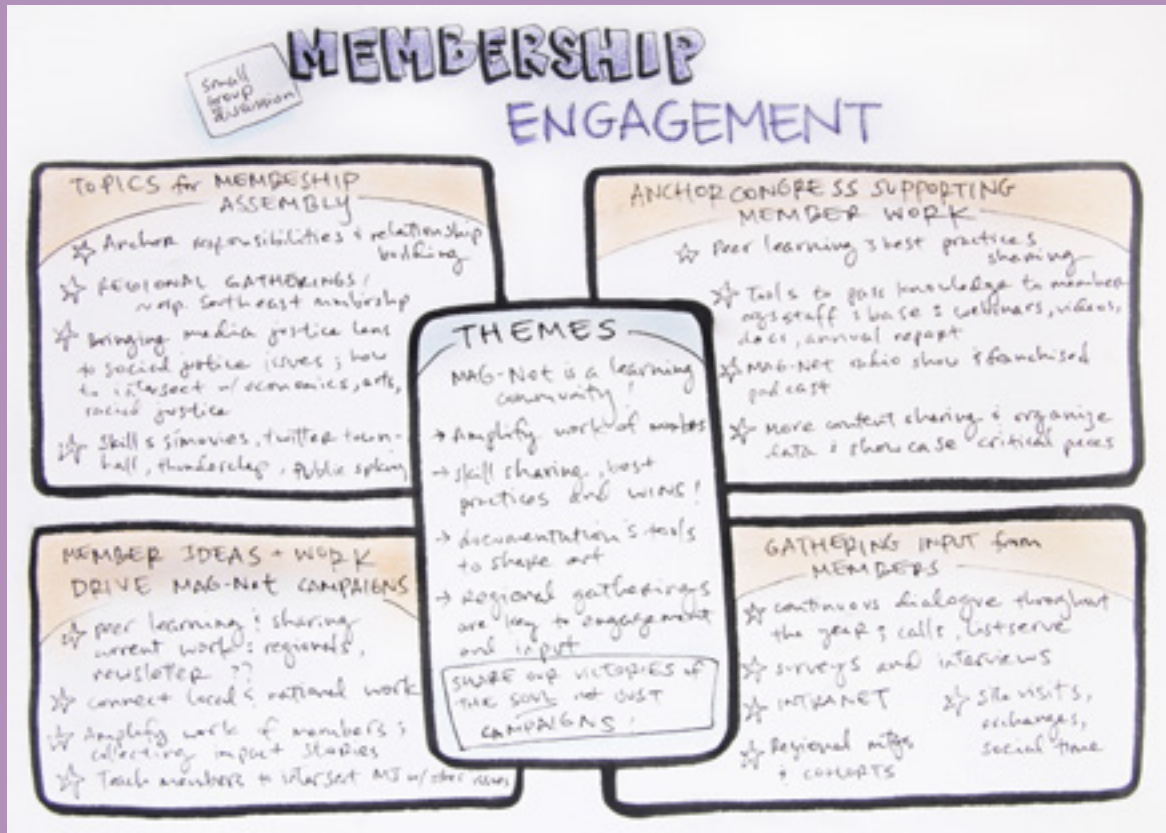 small
group
discussion
MEMBERSHIP
ENGAGEMENT
TOPICS for MEMBESHIP
ASSEMBLY
Anchor responsibilities & relationship
building
REGIONAL GATHERINGS /
membership
Bringing media justice lens
to social justice issues ; how
to intersect w/ economics, arts,
racial justice
Skills : movies, twitter town-
hall, thunderclap, public spking
ANCHOR CONGRESS SUPPORTING
MEMBER WORK
Peer learning & best practices
sharing
Tools to pass knowledge to member
orgs staff & base : webinars, videos,
docs, annual report
MAG-Net radio show & franchised
podcast
More content sharing & organize
data & showcase critical peces
THEMES
MAG-Net is a learning
community!
→ Amplify work of membes
→ skill sharing, best
practices and WINS!
→ documentation & tools
to share out
→ Regional gatherings
are key to engagement
and input
SHARE our VICTORIES of
THE SOUL not JUST
CAMPAIGNS!
MEMBER IDEAS + WORK
DRIVE MAG-Net CAMPAIGNS
peer learning : sharing
current work : regionals,
newsleter ??
connect local & national work
Amplify work of members ;
collecting impact stories
Teach members to intersect MJ w/ other issues
GATHERING INPUT from
MEMBERS
continuous dialogue throughout
the year : calls, listserve
surveys and interviews
INTRANET
Regional mtgs
& COHORTS
Site visits,
exchanges,
social time